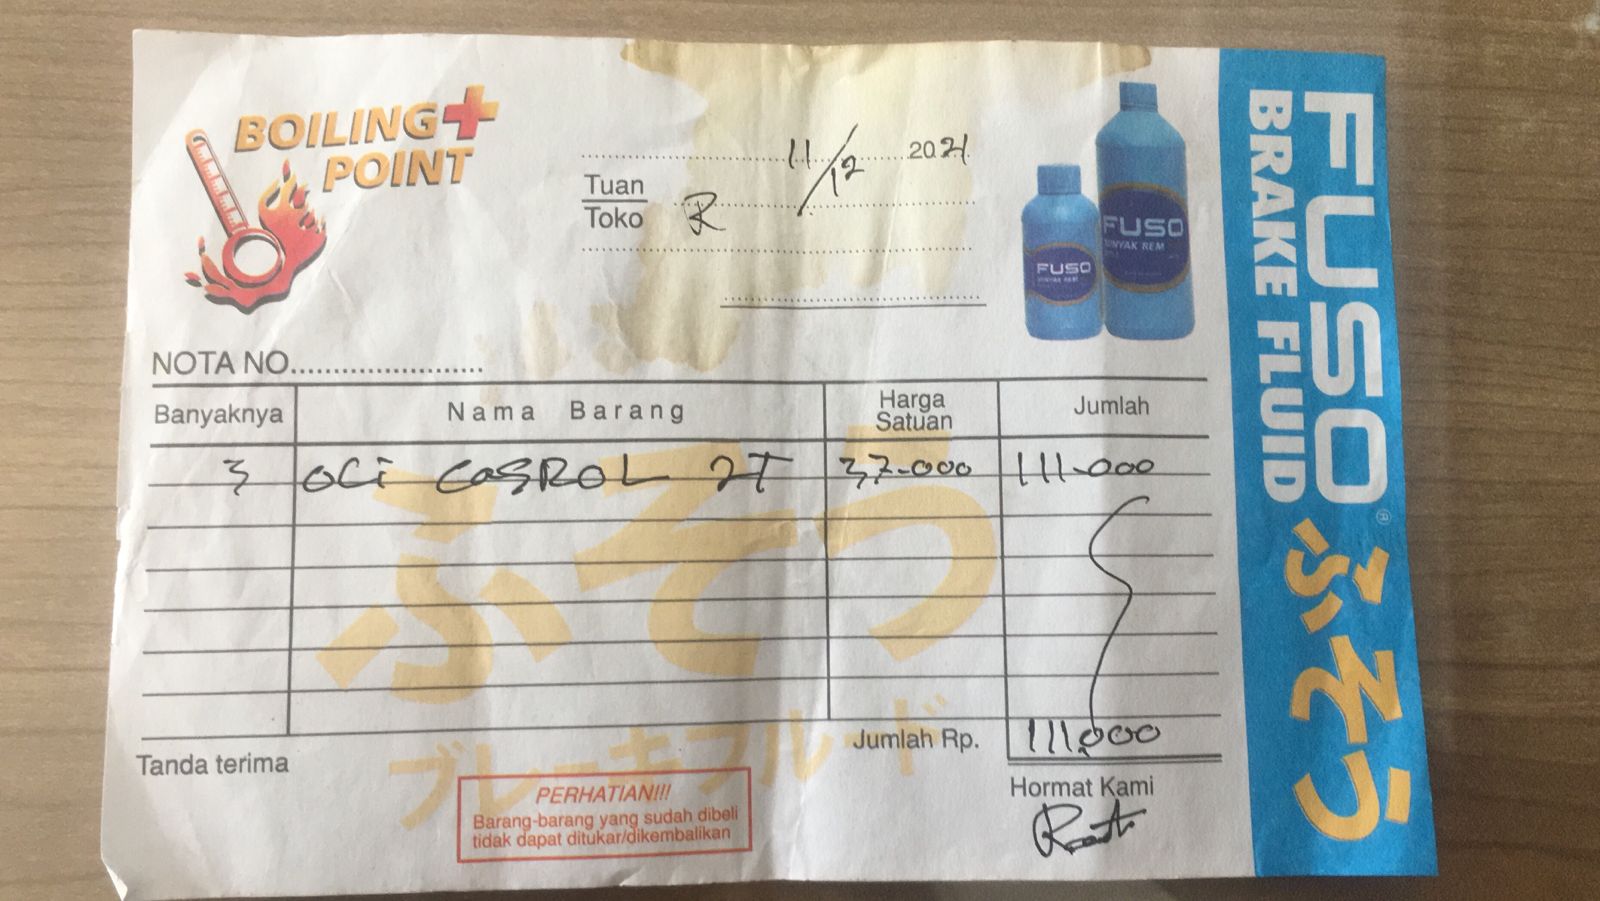 BOILING
POINT
11/12 2021
Tuan
Toko R
FUSO
MINYAK REM
FUSO
MINYAK REM
FUSO
BRAKE FLUID
ふそう
NOTA NO........................
Banyaknya Nama Barang Harga Satuan Jumlah
3 OLi CASROL 2T 37.000 111.000
ふそう
ブレーキフルード
Jumlah Rp. 111.000
Tanda terima
Hormat Kami
PERHATIAN!!!
Barang-barang yang sudah dibeli
tidak dapat ditukar/dikembalikan